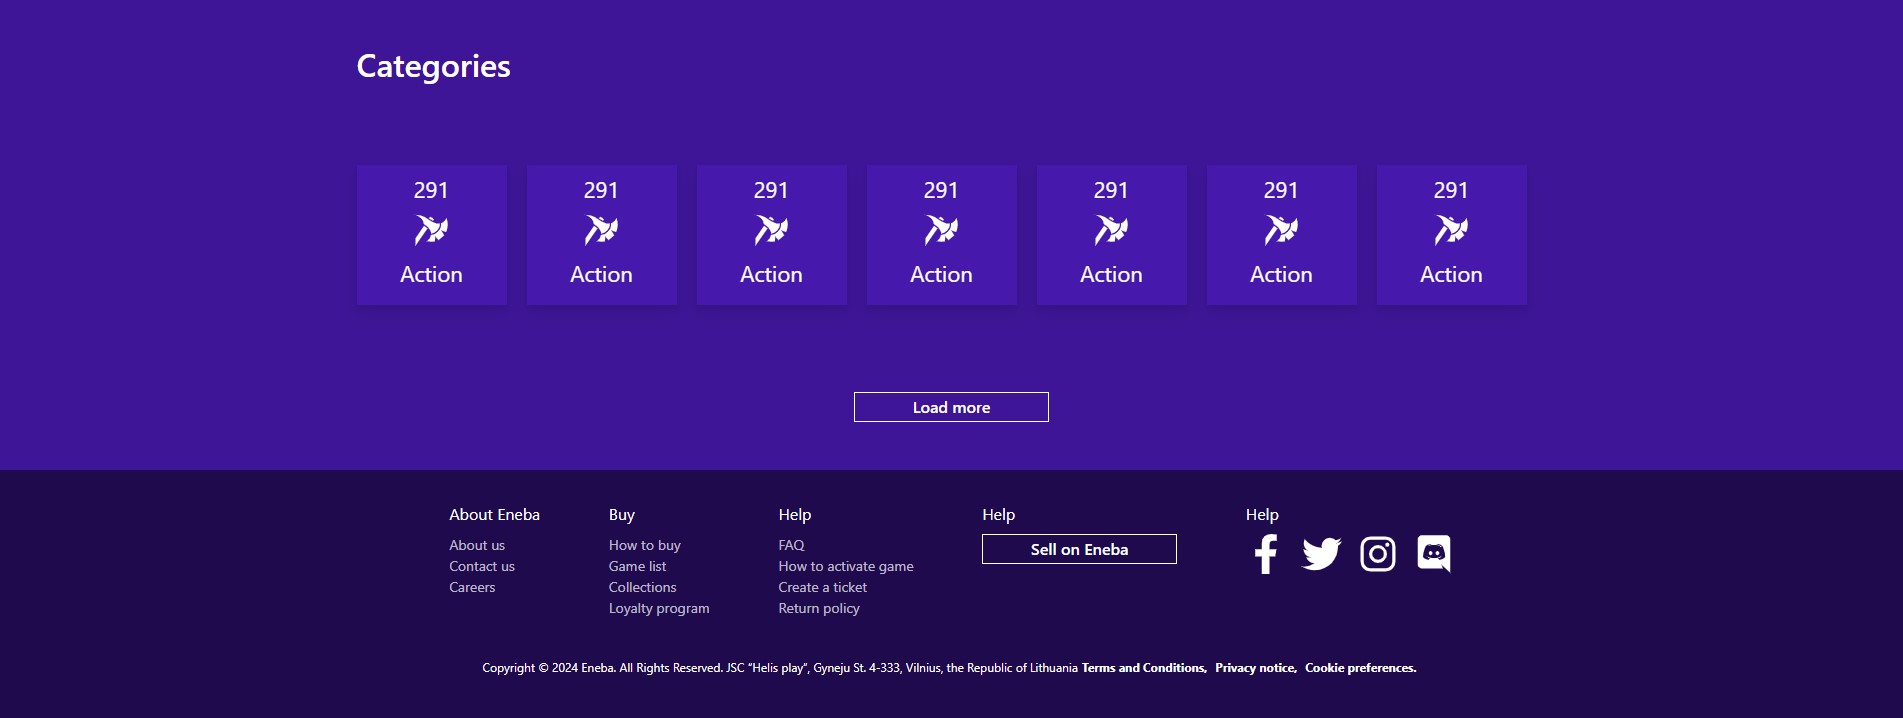 Categories
291
Action
291
Action
291
Action
291
Action
291
Action
291
Action
291
Action
Load more
About Eneba
About us
Contact us
Careers
Buy
How to buy
Game list
Collections
Loyalty program
Help
FAQ
How to activate game
Create a ticket
Return policy
Help
Sell on Eneba
Help
Copyright © 2024 Eneba. All Rights Reserved. JSC “Helis play”, Gyneju St. 4-333, Vilnius, the Republic of Lithuania Terms and Conditions, Privacy notice, Cookie preferences.